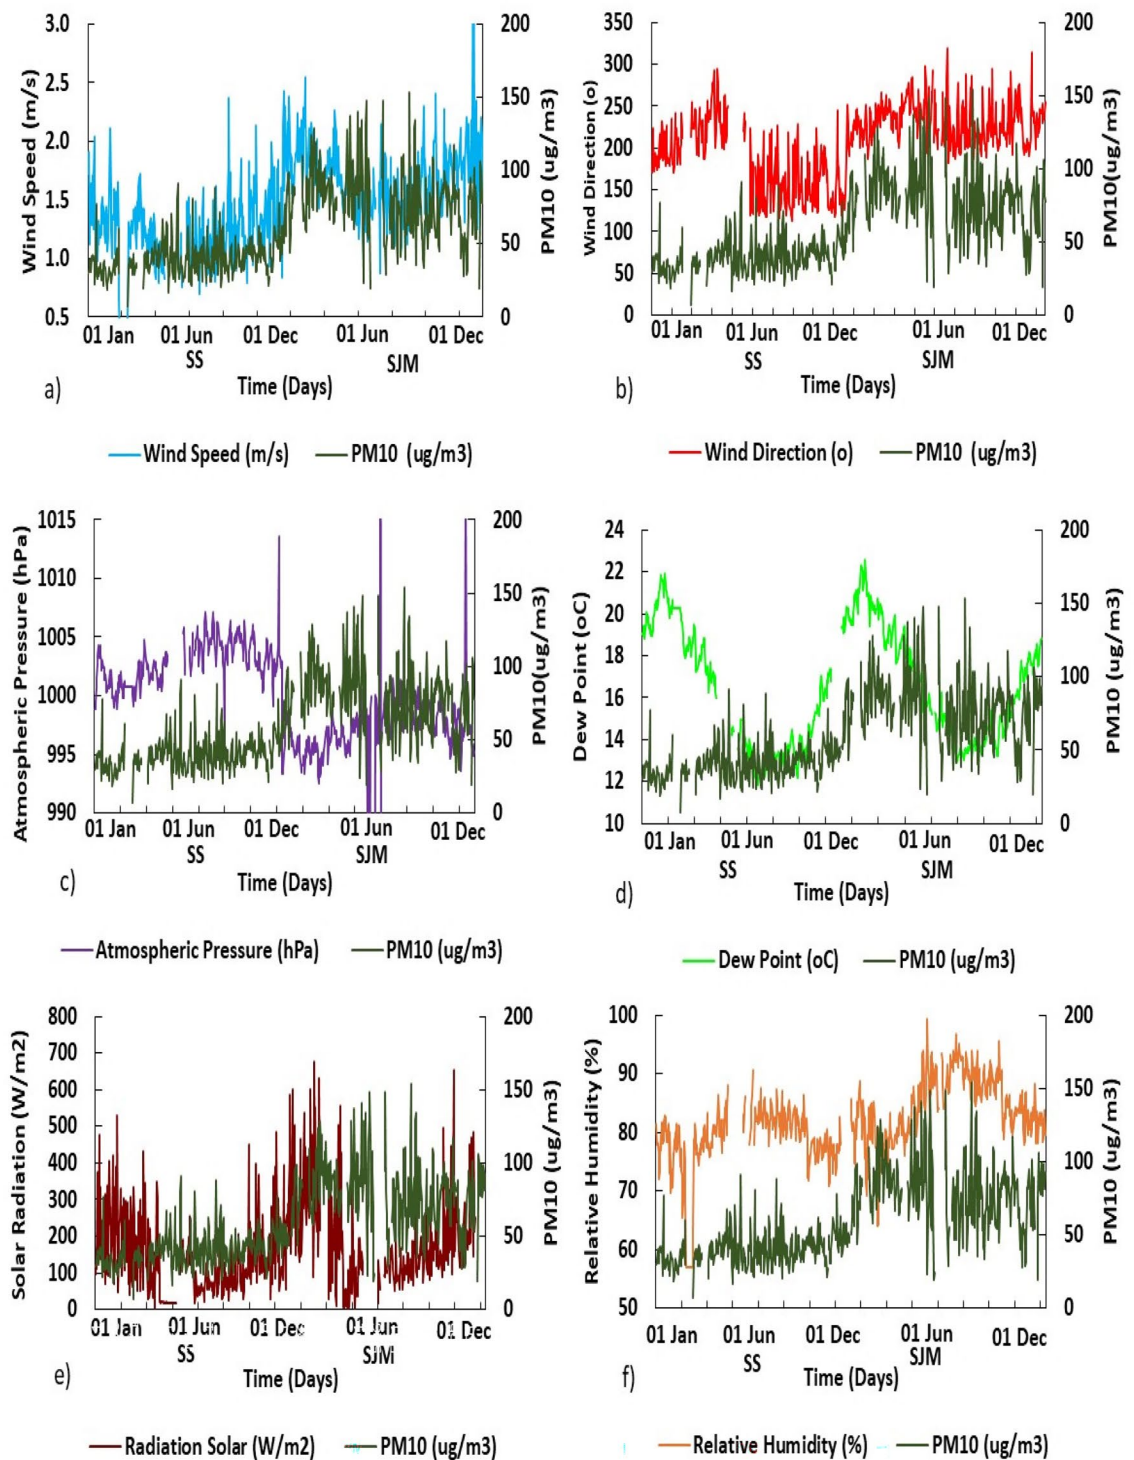 3.0
2.5
2.0
1.5
1.0
0.5
Wind Speed (m/s)
200
150
100
50
0
PM10 (ug/m3)
01 Jan 01 Jun 01 Dec 01 Jun 01 Dec
SS SJM
Time (Days)
a)
Wind Speed (m/s) PM10 (ug/m3)
350
300
250
200
150
100
50
0
Wind Direction (o)
200
150
100
50
0
PM10(ug/m3)
01 Jan 01 Jun 01 Dec 01 Jun 01 Dec
SS SJM
Time (Days)
b)
Wind Direction (o) PM10 (ug/m3)
1015
1010
1005
1000
995
990
Atmospheric Pressure (hPa)
200
150
100
50
0
PM10(ug/m3)
01 Jan 01 Jun 01 Dec 01 Jun 01 Dec
SS SJM
Time (Days)
c)
Atmospheric Pressure (hPa) PM10 (ug/m3)
24
22
20
18
16
14
12
10
Dew Point (oC)
200
150
100
50
0
PM10 (ug/m3)
01 Jan 01 Jun 01 Dec 01 Jun 01 Dec
SS SJM
Time (Days)
d)
Dew Point (oC) PM10 (ug/m3)
800
700
600
500
400
300
200
100
0
Solar Radiation (W/m2)
200
150
100
50
0
PM10 (ug/m3)
01 Jan 01 Jun 01 Dec 01 Jun 01 Dec
SS SJM
Time (Days)
e)
Radiation Solar (W/m2) PM10 (ug/m3)
100
90
80
70
60
50
Relative Humidity (%)
200
150
100
50
0
PM10 (ug/m3)
01 Jan 01 Jun 01 Dec 01 Jun 01 Dec
SS SJM
Time (Days)
f)
Relative Humidity (%) PM10 (ug/m3)